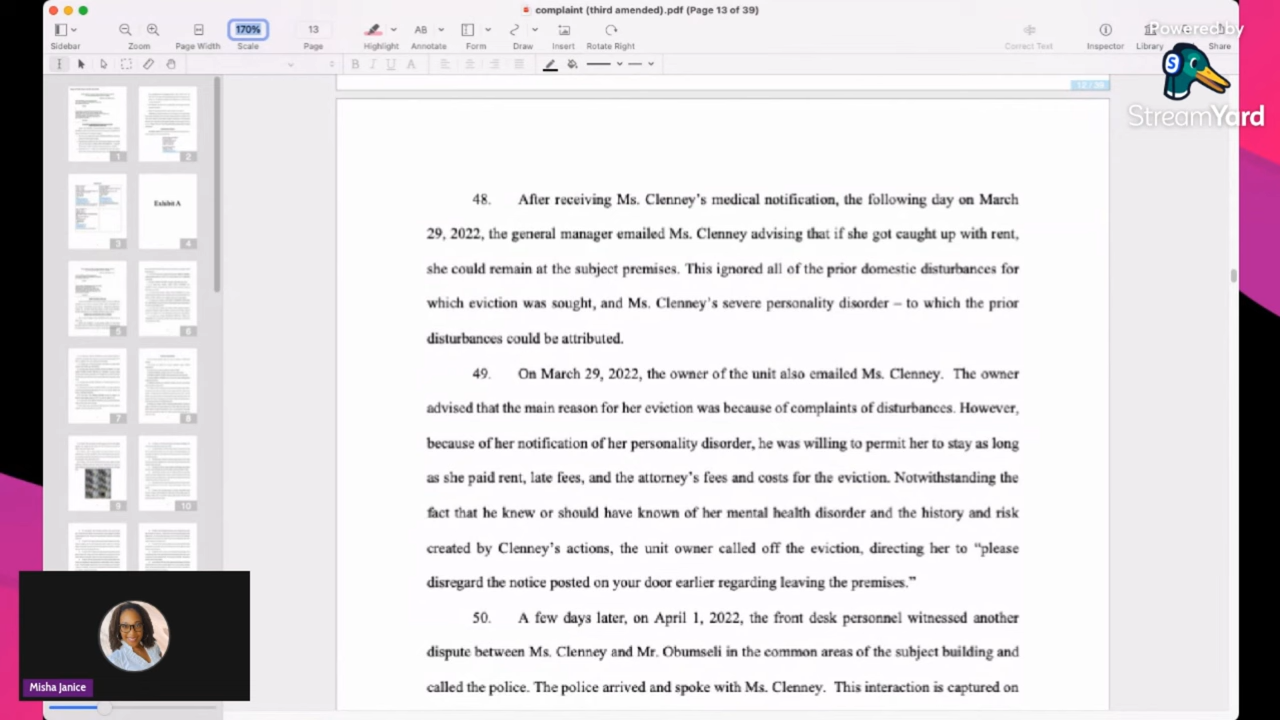 complaint (third amended).pdf (Page 13 of 39)
170%
13
AB
Sidebar
Zoom
Page Width
Scale
Page
Highlight
Annotate
Form
Draw
Insert
Rotate Right
Correct Text
Inspector
Library
Share
Powered by
StreamYard
B I U A
12 / 39
1
2
Exhibit A
3
4
5
6
7
8
9
10
48. After receiving Ms. Clenney's medical notification, the following day on March
29, 2022, the general manager emailed Ms. Clenney advising that if she got caught up with rent,
she could remain at the subject premises. This ignored all of the prior domestic disturbances for
which eviction was sought, and Ms. Clenney's severe personality disorder – to which the prior
disturbances could be attributed.
49. On March 29, 2022, the owner of the unit also emailed Ms. Clenney. The owner
advised that the main reason for her eviction was because of complaints of disturbances. However,
because of her notification of her personality disorder, he was willing to permit her to stay as long
as she paid rent, late fees, and the attorney's fees and costs for the eviction. Notwithstanding the
fact that he knew or should have known of her mental health disorder and the history and risk
created by Clenney's actions, the unit owner called off the eviction, directing her to “please
disregard the notice posted on your door earlier regarding leaving the premises.”
50. A few days later, on April 1, 2022, the front desk personnel witnessed another
dispute between Ms. Clenney and Mr. Obumseli in the common areas of the subject building and
called the police. The police arrived and spoke with Ms. Clenney. This interaction is captured on
Misha Janice